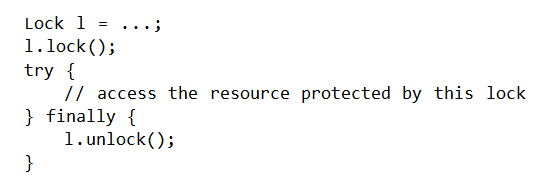 Lock l = ...;
l.lock();
try {
    // access the resource protected by this lock
} finally {
    l.unlock();
}